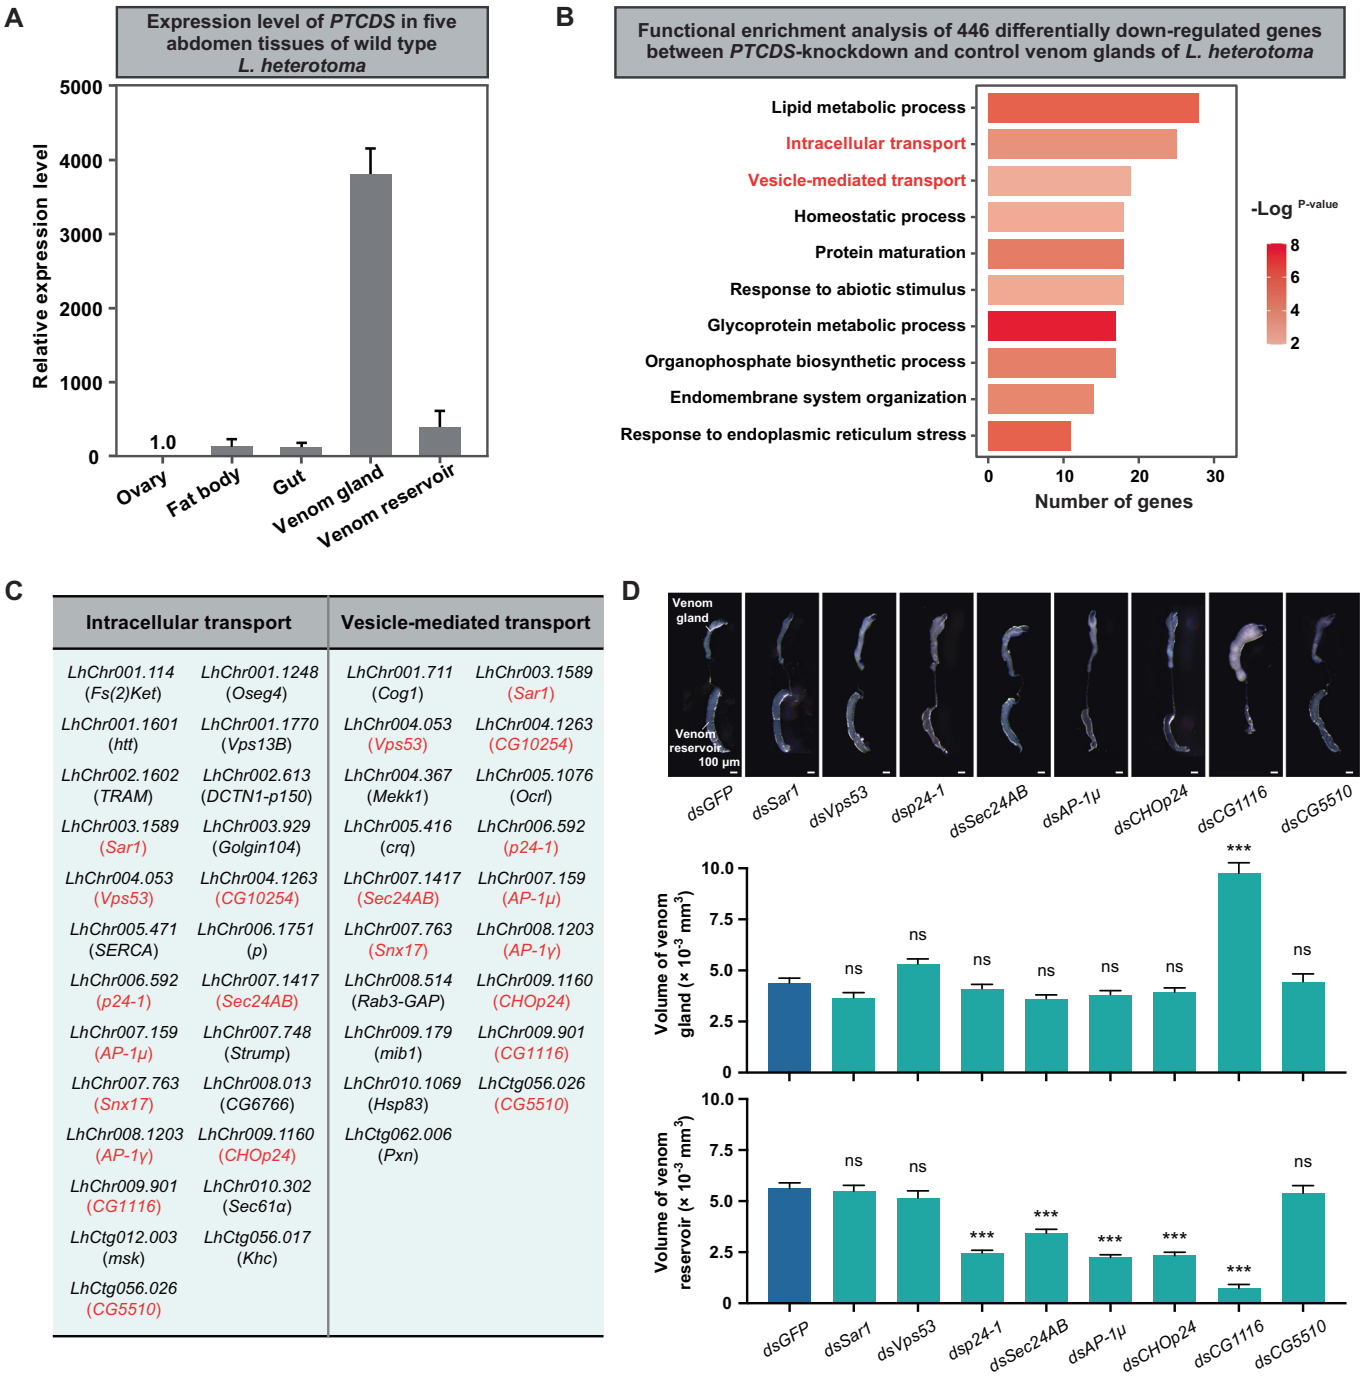 A
Expression level of PTCDS in five
abdomen tissues of wild type
L. heterotoma
Relative expression level
5000
4000
3000
2000
1000
0
1.0
Ovary
Fat body
Gut
Venom gland
Venom reservoir
B
Functional enrichment analysis of 446 differentially down-regulated genes
between PTCDS-knockdown and control venom glands of L. heterotoma
Lipid metabolic process
Intracellular transport
Vesicle-mediated transport
Homeostatic process
Protein maturation
Response to abiotic stimulus
Glycoprotein metabolic process
Organophosphate biosynthetic process
Endomembrane system organization
Response to endoplasmic reticulum stress
0 10 20 30
Number of genes
-Log P-value
8
6
4
2
C
Intracellular transport Vesicle-mediated transport
LhChr001.114 LhChr001.1248 LhChr001.711 LhChr003.1589
(Fs(2)Ket) (Oseg4) (Cog1) (Sar1)
LhChr001.1601 LhChr001.1770 LhChr004.053 LhChr004.1263
(htt) (Vps13B) (Vps53) (CG10254)
LhChr002.1602 LhChr002.613 LhChr004.367 LhChr005.1076
(TRAM) (DCTN1-p150) (Mekk1) (Ocrl)
LhChr003.1589 LhChr003.929 LhChr005.416 LhChr006.592
(Sar1) (Golgin104) (crq) (p24-1)
LhChr004.053 LhChr004.1263 LhChr007.1417 LhChr007.159
(Vps53) (CG10254) (Sec24AB) (AP-1μ)
LhChr005.471 LhChr006.1751 LhChr007.763 LhChr008.1203
(SERCA) (p) (Snx17) (AP-1γ)
LhChr006.592 LhChr007.1417 LhChr008.514 LhChr009.1160
(p24-1) (Sec24AB) (Rab3-GAP) (CHOp24)
LhChr007.159 LhChr007.748 LhChr009.179 LhChr009.901
(AP-1μ) (Strump) (mib1) (CG1116)
LhChr007.763 LhChr008.013 LhChr010.1069 LhCtg056.026
(Snx17) (CG6766) (Hsp83) (CG5510)
LhChr008.1203 LhChr009.1160 LhCtg062.006
(AP-1γ) (CHOp24) (Pxn)
LhChr009.901 LhChr010.302
(CG1116) (Sec61α)
LhCtg012.003 LhCtg056.017
(msk) (Khc)
LhCtg056.026
(CG5510)
D
Venom
gland
Venom
reservoir
100 μm
dsGFP dsSar1 dsVps53 dsp24-1 dsSec24AB dsAP-1μ dsCHOp24 dsCG1116 dsCG5510
Volume of venom
gland (× 10-3 mm3)
10.0
7.5
5.0
2.5
0
ns ns ns ns ns ns *** ns
Volume of venom
reservoir (× 10-3 mm3)
10.0
7.5
5.0
2.5
0
ns ns *** *** *** *** *** ns
dsGFP dsSar1 dsVps53 dsp24-1 dsSec24AB dsAP-1μ dsCHOp24 dsCG1116 dsCG5510